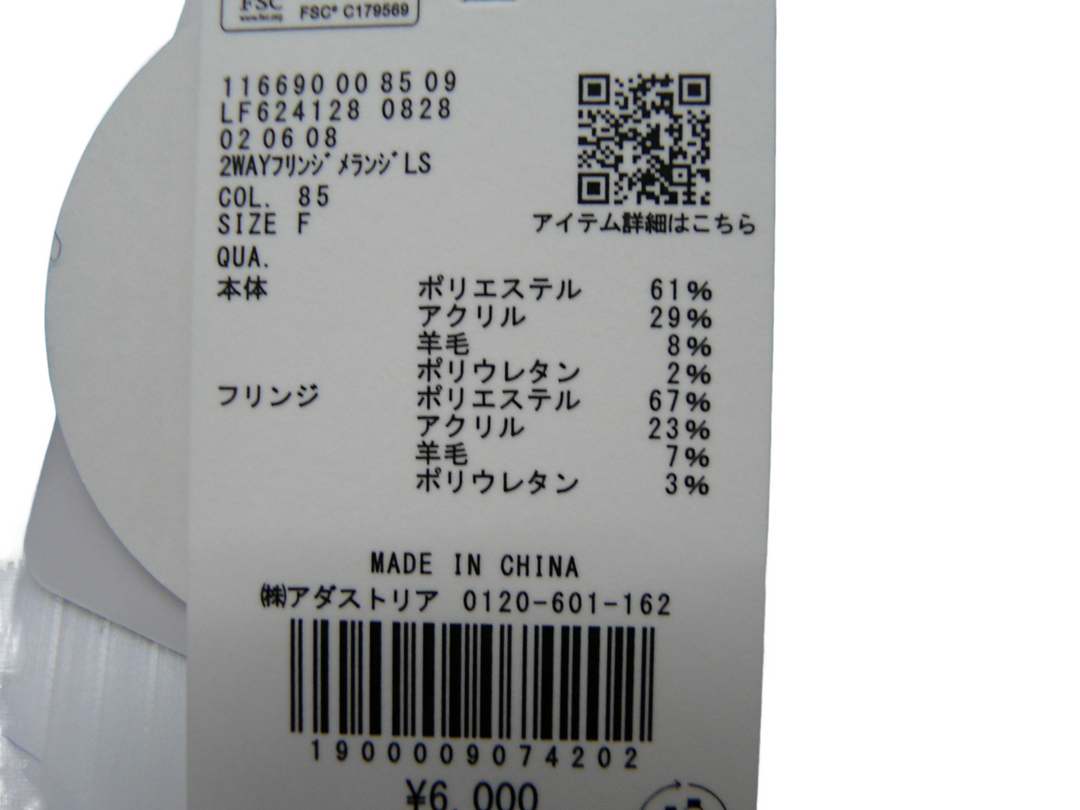 FSC
www.fsc.org
FSC® C179569
116690 00 85 09
LF624128 0828
02 06 08
2WAYフリンジメランジLS
COL. 85
SIZE F
アイテム詳細はこちら
QUA.
本体 ポリエステル 61%
アクリル 29%
羊毛 8%
ポリウレタン 2%
フリンジ ポリエステル 67%
アクリル 23%
羊毛 7%
ポリウレタン 3%
MADE IN CHINA
㈱アダストリア 0120-601-162
1900009074202
¥6,000